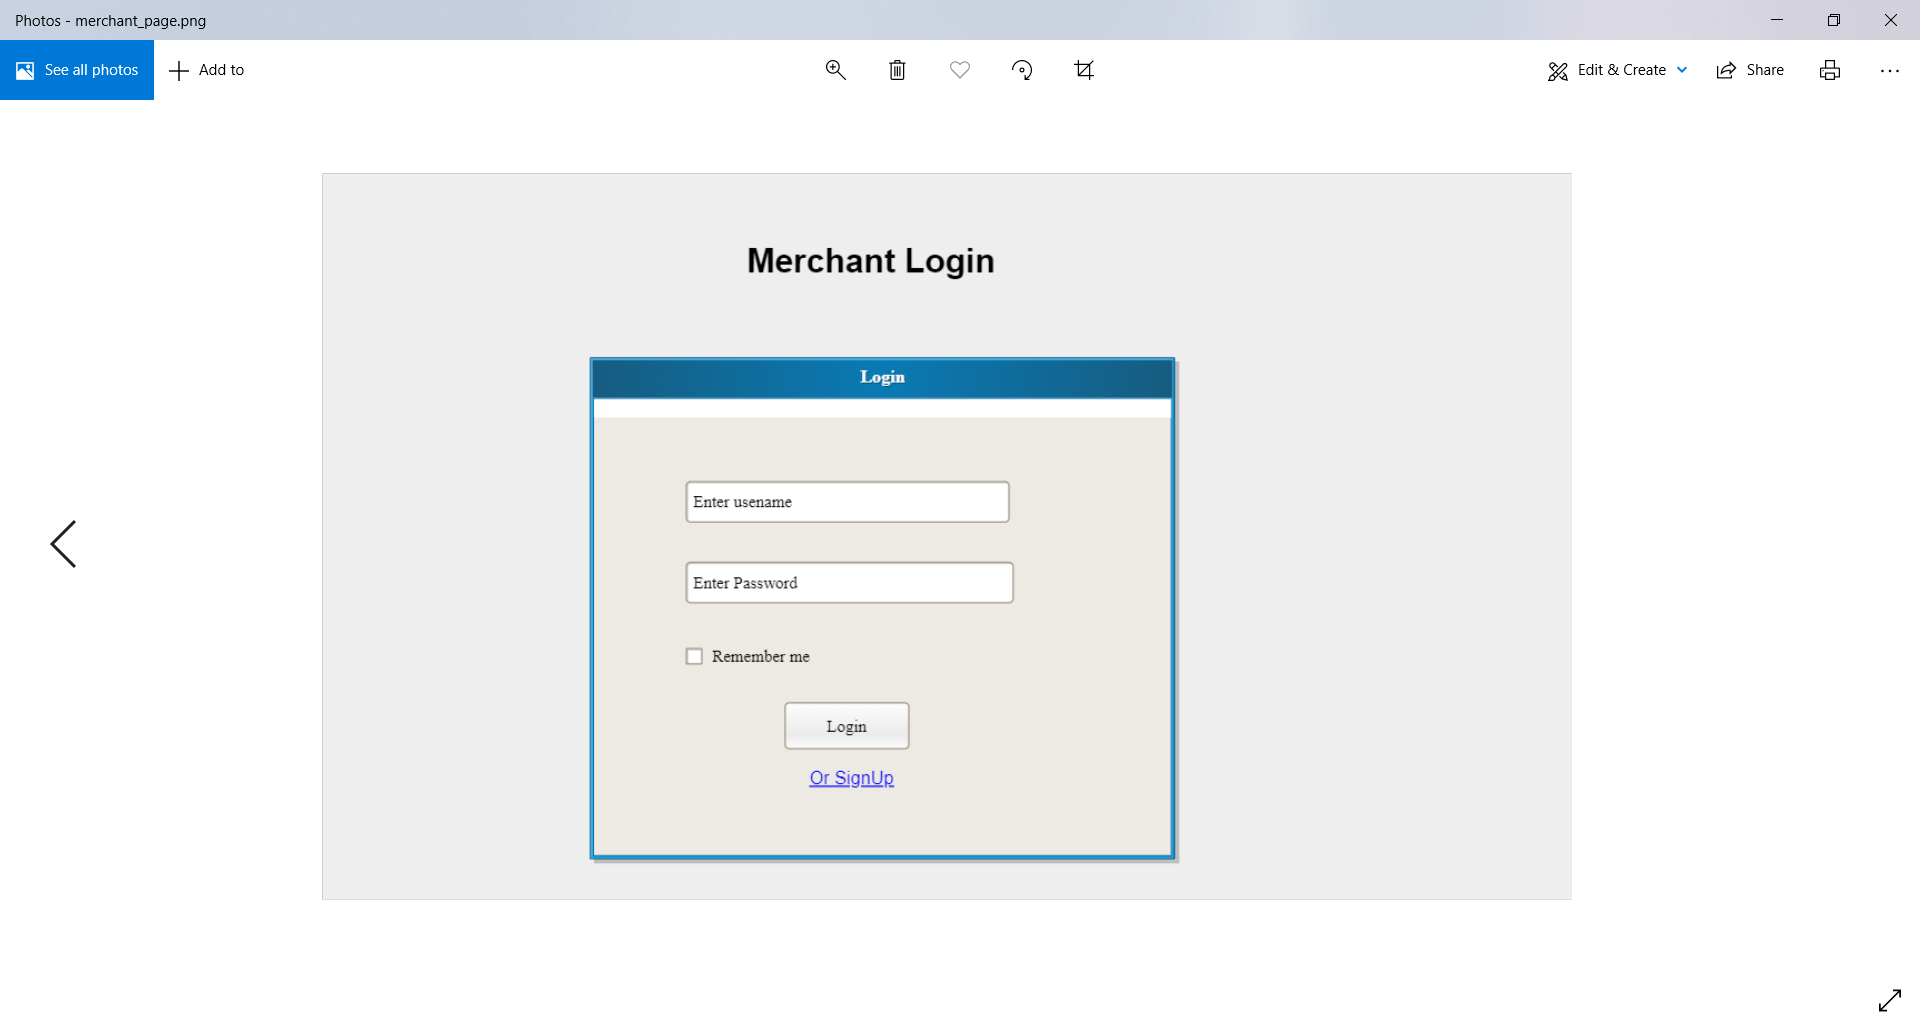 Photos - merchant_page.png
See all photos
Add to
Edit & Create
Share
Merchant Login
Login
Enter usename
Enter Password
Remember me
Login
Or SignUp